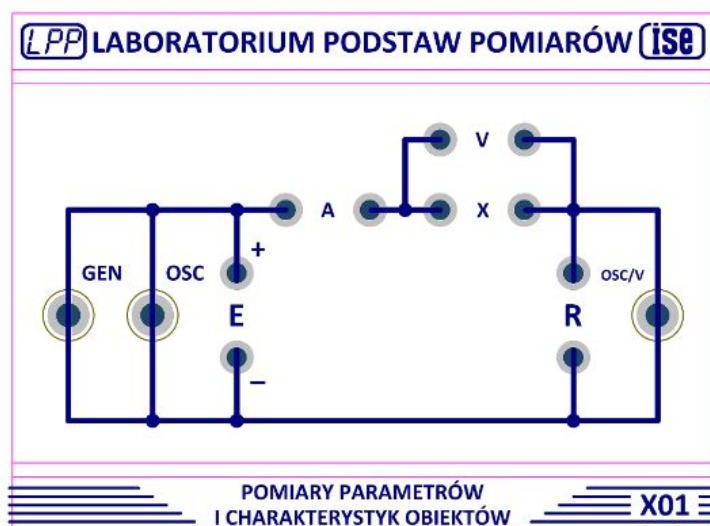 LPP LABORATORIUM PODSTAW POMIARÓW ise
V
A X
+
GEN OSC OSC/V
E R
–
POMIARY PARAMETRÓW
I CHARAKTERYSTYK OBIEKTÓW X01